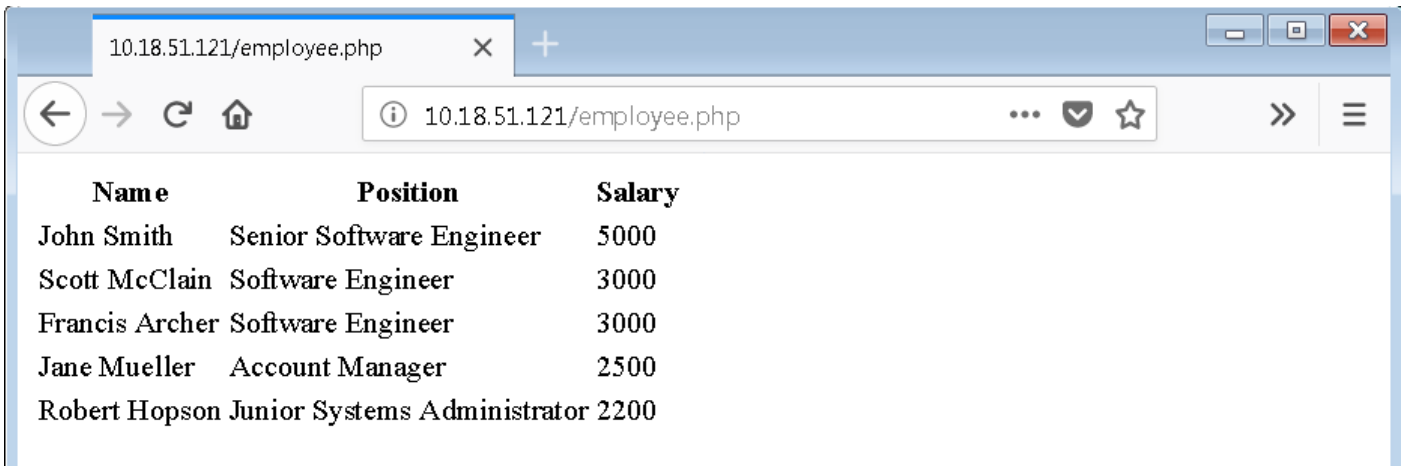 10.18.51.121/employee.php
10.18.51.121/employee.php
Name Position Salary
John Smith Senior Software Engineer 5000
Scott McClain Software Engineer 3000
Francis Archer Software Engineer 3000
Jane Mueller Account Manager 2500
Robert Hopson Junior Systems Administrator 2200